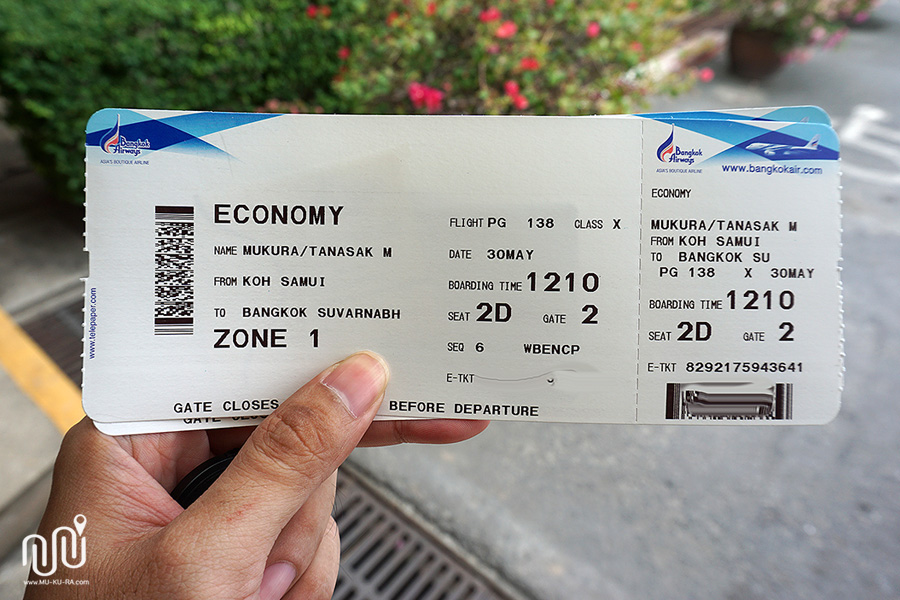 Bangkok
Airways
ASIA'S BOUTIQUE AIRLINE
ECONOMY
NAME MUKURA/TANASAK M
FROM KOH SAMUI
TO BANGKOK SUVARNABH
ZONE 1
FLIGHT PG 138 CLASS X
DATE 30MAY
BOARDING TIME 1210
SEAT 2D GATE 2
SEQ 6 WBENCP
E-TKT
GATE CLOSES BEFORE DEPARTURE
GATE CLOSE
www.telepaper.com
Bangkok
Airways
ASIA'S BOUTIQUE AIRLINE
www.bangkokair.com
ECONOMY
MUKURA/TANASAK M
FROM KOH SAMUI
TO BANGKOK SU
PG 138 X 30MAY
BOARDING TIME 1210
SEAT 2D GATE 2
E-TKT 8292175943641
www.MU-KU-RA.com